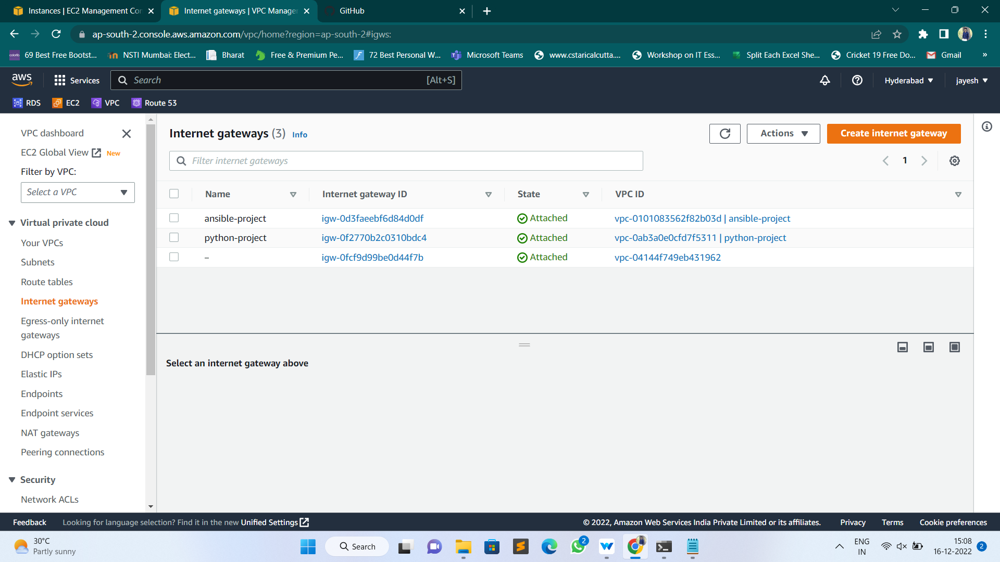 Instances | EC2 Management Con
Internet gateways | VPC Manager
GitHub
ap-south-2.console.aws.amazon.com/vpc/home?region=ap-south-2#igws:
69 Best Free Bootst...
NSTI Mumbai: Elect...
Bharat
Free & Premium Pe...
72 Best Personal W...
Microsoft Teams
www.cstaricalcutta....
Workshop on IT Ess...
Split Each Excel She...
Cricket 19 Free Do...
Gmail
»
aws
Services
Search
[Alt+S]
Hyderabad
jayesh
RDS
EC2
VPC
Route 53
VPC dashboard
EC2 Global View
New
Filter by VPC:
Select a VPC
Virtual private cloud
Your VPCs
Subnets
Route tables
Internet gateways
Egress-only internet
gateways
DHCP option sets
Elastic IPs
Endpoints
Endpoint services
NAT gateways
Peering connections
Security
Network ACLs
Internet gateways (3) Info
Actions
Create internet gateway
Filter internet gateways
1
Name Internet gateway ID State VPC ID
ansible-project igw-0d3faeebf6d84d0df Attached vpc-0101083562f82b03d | ansible-project
python-project igw-0f2770b2c0310bdc4 Attached vpc-0ab3a0e0cfd7f5311 | python-project
– igw-0fcf9d99be0d44f7b Attached vpc-04144f749eb431962
Select an internet gateway above
Feedback
Looking for language selection? Find it in the new Unified Settings
© 2022, Amazon Web Services India Private Limited or its affiliates.
Privacy
Terms
Cookie preferences
30°C
Partly sunny
Search
2
ENG
IN
15:08
16-12-2022
2